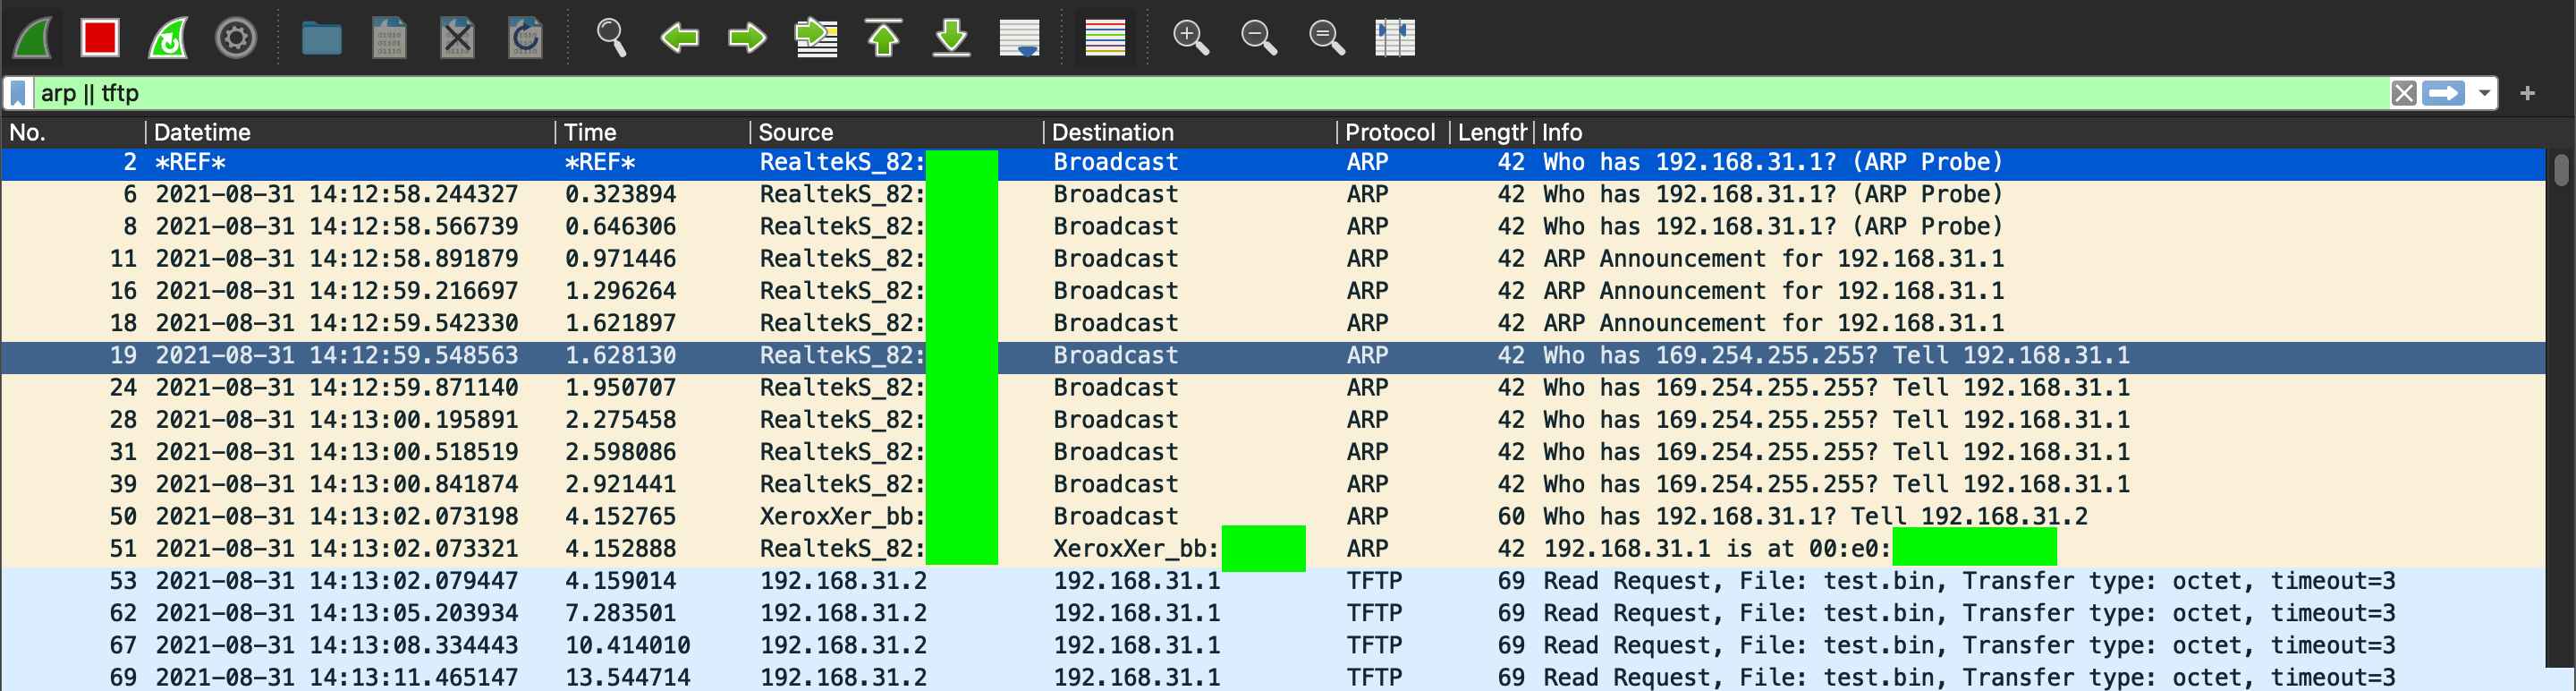 arp || tftp
No. Datetime Time Source Destination Protocol Length Info
2 *REF* *REF* RealtekS_82: Broadcast ARP 42 Who has 192.168.31.1? (ARP Probe)
6 2021-08-31 14:12:58.244327 0.323894 RealtekS_82: Broadcast ARP 42 Who has 192.168.31.1? (ARP Probe)
8 2021-08-31 14:12:58.566739 0.646306 RealtekS_82: Broadcast ARP 42 Who has 192.168.31.1? (ARP Probe)
11 2021-08-31 14:12:58.891879 0.971446 RealtekS_82: Broadcast ARP 42 ARP Announcement for 192.168.31.1
16 2021-08-31 14:12:59.216697 1.296264 RealtekS_82: Broadcast ARP 42 ARP Announcement for 192.168.31.1
18 2021-08-31 14:12:59.542330 1.621897 RealtekS_82: Broadcast ARP 42 ARP Announcement for 192.168.31.1
19 2021-08-31 14:12:59.548563 1.628130 RealtekS_82: Broadcast ARP 42 Who has 169.254.255.255? Tell 192.168.31.1
24 2021-08-31 14:12:59.871140 1.950707 RealtekS_82: Broadcast ARP 42 Who has 169.254.255.255? Tell 192.168.31.1
28 2021-08-31 14:13:00.195891 2.275458 RealtekS_82: Broadcast ARP 42 Who has 169.254.255.255? Tell 192.168.31.1
31 2021-08-31 14:13:00.518519 2.598086 RealtekS_82: Broadcast ARP 42 Who has 169.254.255.255? Tell 192.168.31.1
39 2021-08-31 14:13:00.841874 2.921441 RealtekS_82: Broadcast ARP 42 Who has 169.254.255.255? Tell 192.168.31.1
50 2021-08-31 14:13:02.073198 4.152765 XeroxXer_bb: Broadcast ARP 60 Who has 192.168.31.1? Tell 192.168.31.2
51 2021-08-31 14:13:02.073321 4.152888 RealtekS_82: XeroxXer_bb: ARP 42 192.168.31.1 is at 00:e0:
53 2021-08-31 14:13:02.079447 4.159014 192.168.31.2 192.168.31.1 TFTP 69 Read Request, File: test.bin, Transfer type: octet, timeout=3
62 2021-08-31 14:13:05.203934 7.283501 192.168.31.2 192.168.31.1 TFTP 69 Read Request, File: test.bin, Transfer type: octet, timeout=3
67 2021-08-31 14:13:08.334443 10.414010 192.168.31.2 192.168.31.1 TFTP 69 Read Request, File: test.bin, Transfer type: octet, timeout=3
69 2021-08-31 14:13:11.465147 13.544714 192.168.31.2 192.168.31.1 TFTP 69 Read Request, File: test.bin, Transfer type: octet, timeout=3